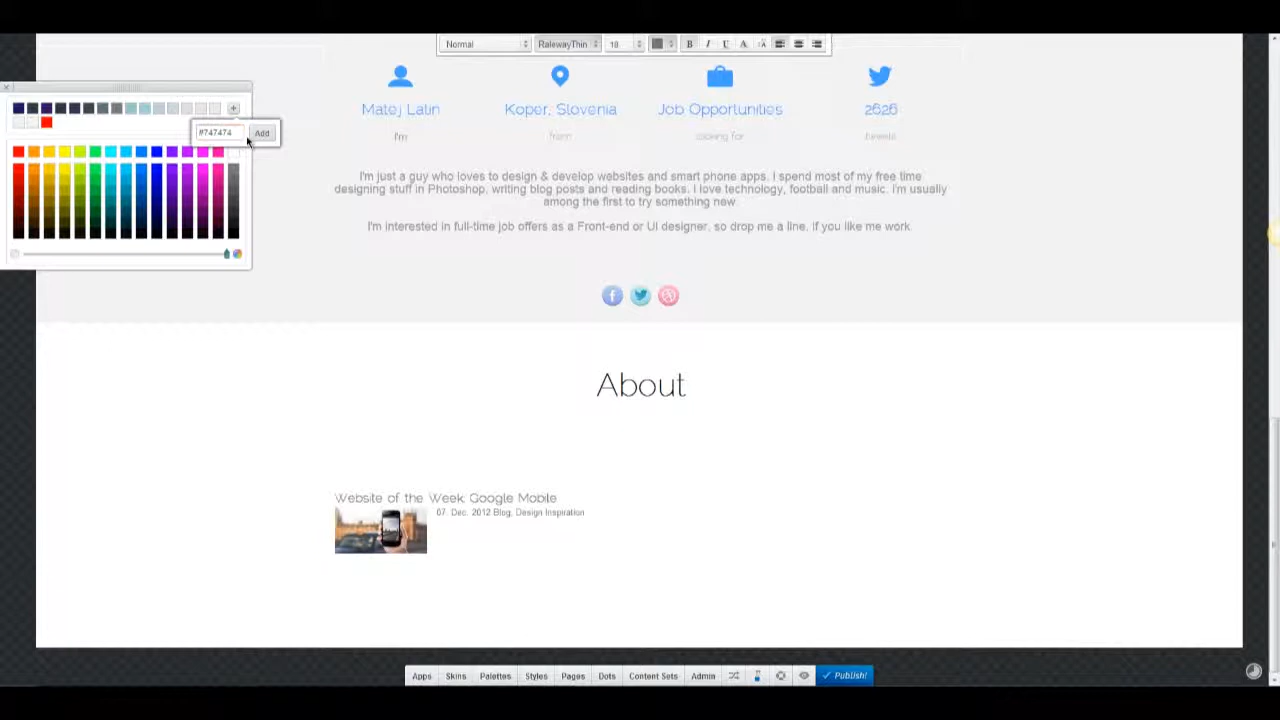 Normal RalewayThin 18 B I U A
Matej Latin Koper, Slovenia Job Opportunities 2626
I'm from looking for tweets
#747474 Add
I'm just a guy who loves to design & develop websites and smart phone apps. I spend most of my free time
designing stuff in Photoshop, writing blog posts and reading books. I love technology, football and music. I'm usually
among the first to try something new.
I'm interested in full-time job offers as a Front-end or UI designer, so drop me a line, if you like me work.
About
Website of the Week: Google Mobile
07. Dec. 2012 Blog, Design Inspiration
Apps Skins Palettes Styles Pages Dots Content Sets Admin Publish!